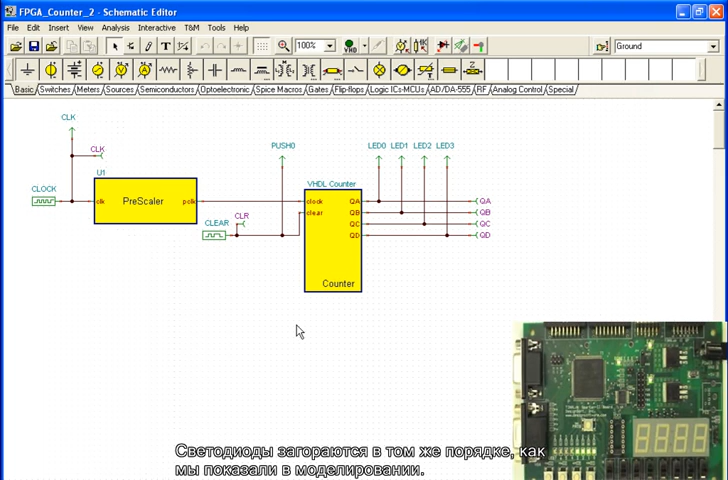 FPGA_Counter_2 - Schematic Editor
File Edit Insert View Analysis Interactive T&M Tools Help
100% Ground
Basic Switches Meters Sources Semiconductors Optoelectronic Spice Macros Gates Flip-flops Logic ICs-MCUs AD/DA-555 RF Analog Control Special
CLK
PUSH0 LED0 LED1 LED2 LED3
CLK
U1
VHDL Counter
CLOCK
clk PreScaler pclk
clock QA QA
CLR
clear QB QB
CLEAR
QC QC
QD QD
Counter
Светодиоды загораются в том же порядке, как
мы показали в моделировании.